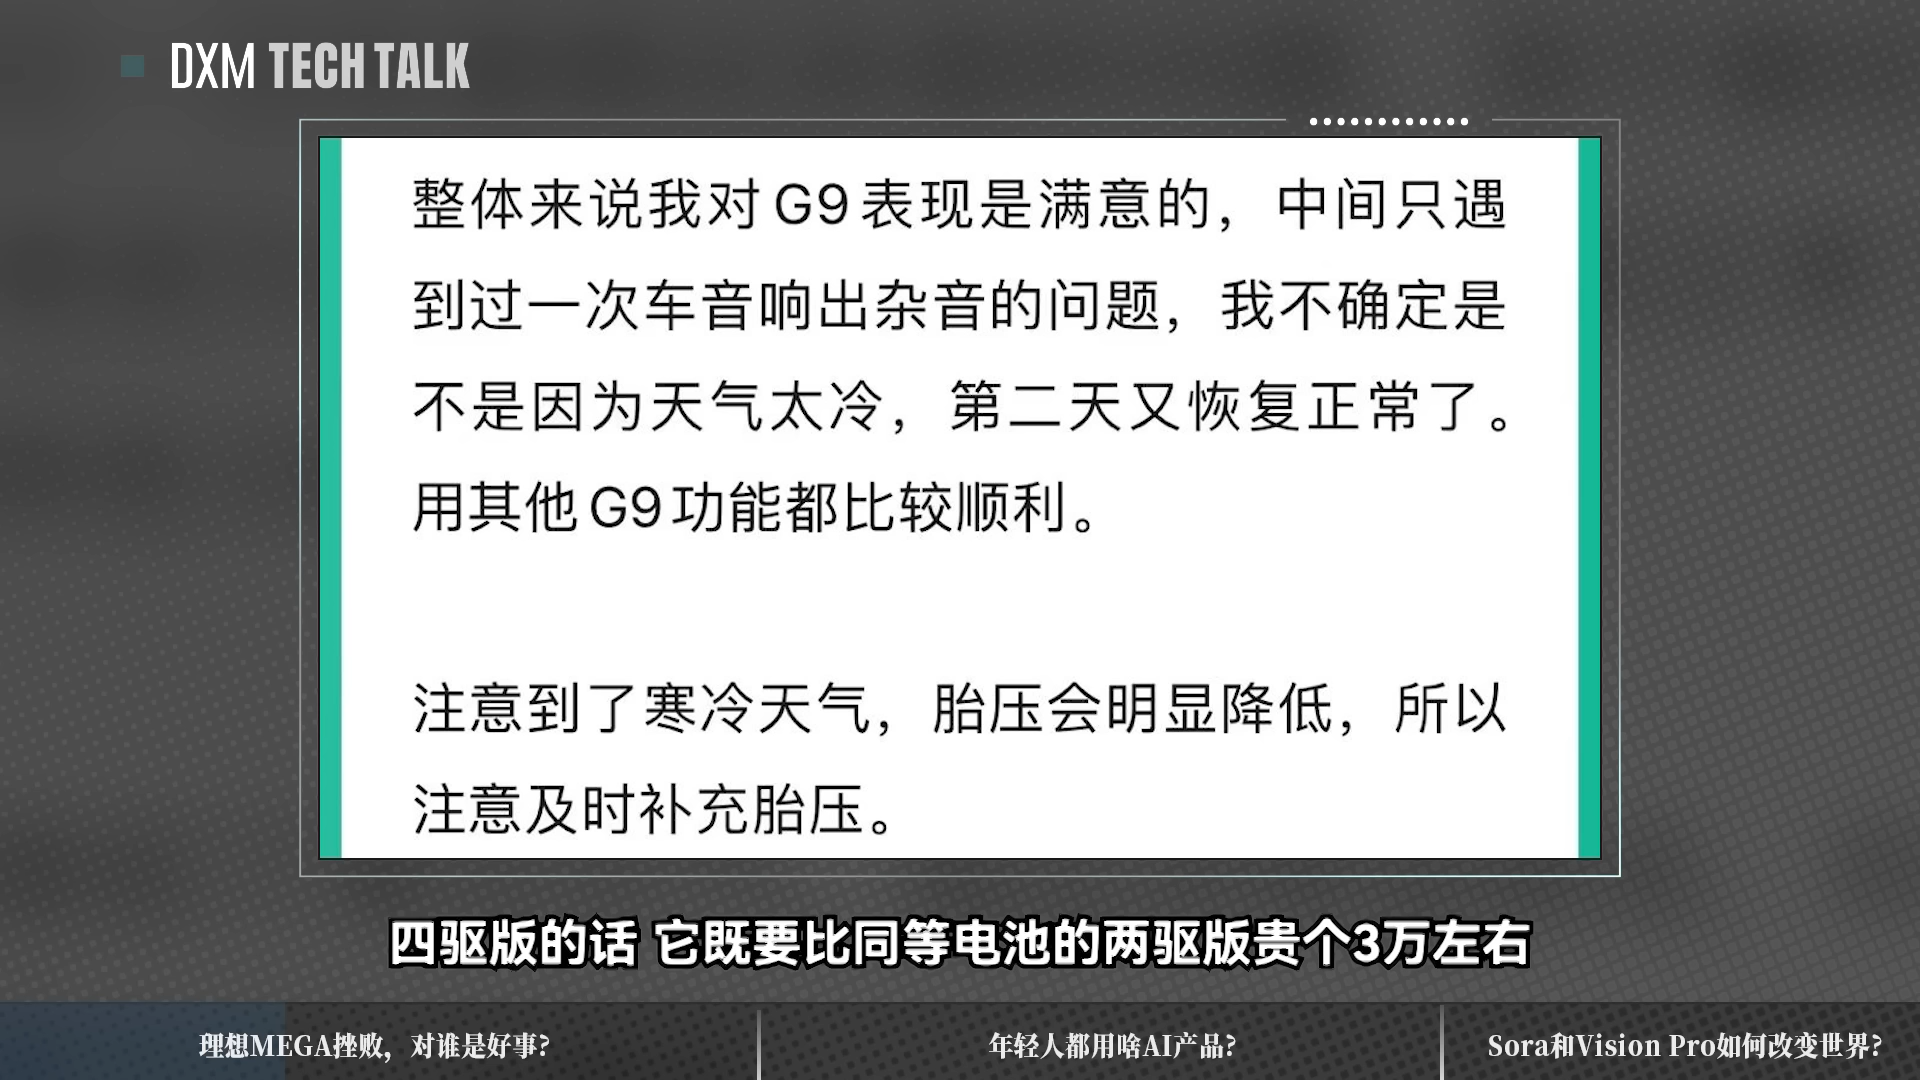 DXM TECH TALK
整体来说我对G9表现是满意的，中间只遇
到过一次车音响出杂音的问题，我不确定是
不是因为天气太冷，第二天又恢复正常了。
用其他G9功能都比较顺利。
注意到了寒冷天气，胎压会明显降低，所以
注意及时补充胎压。
四驱版的话 它既要比同等电池的两驱版贵个3万左右
理想MEGA挫败，对谁是好事?
年轻人都用啥AI产品?
Sora和Vision Pro如何改变世界?